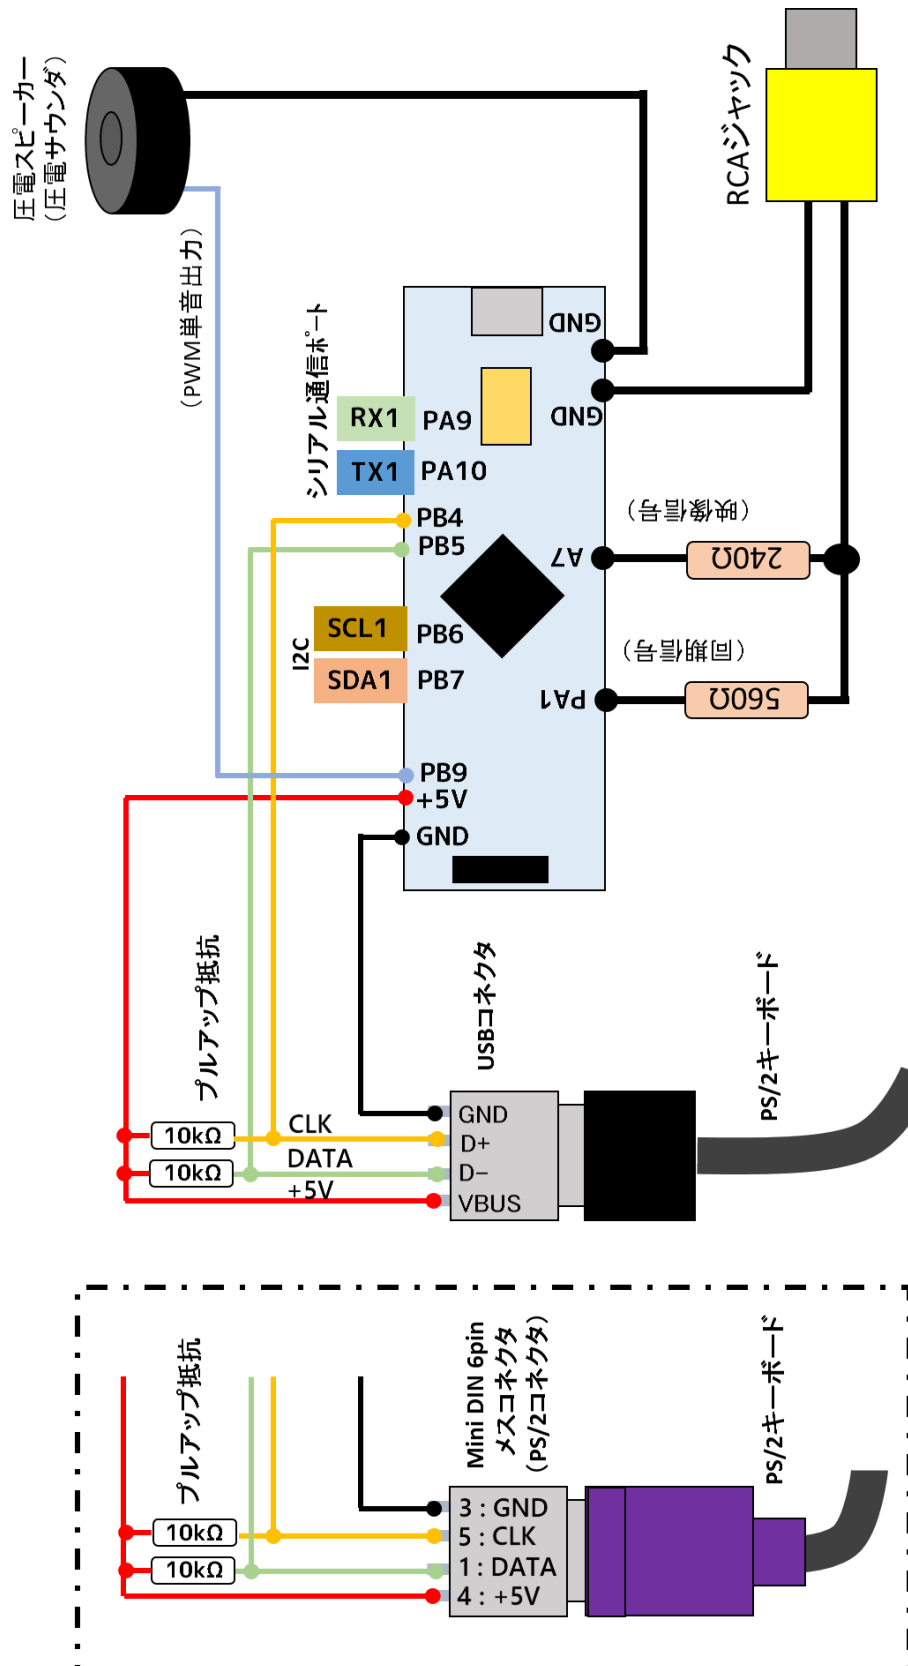 圧電スピーカー
(圧電サウンダ)
RCAジャック
(PWM単音出力)
シリアル通信ポート
GND
GND
RX1
PA9
TX1
PA10
PB4
PB5
(映像信号)
A7
240Ω
I2C
SCL1
PB6
SDA1
PB7
(同期信号)
PA1
560Ω
PB9
+5V
GND
プルアップ抵抗
USBコネクタ
PS/2キーボード
10kΩ
10kΩ
CLK
DATA
+5V
GND
D+
D−
VBUS
プルアップ抵抗
Mini DIN 6pin
メスコネクタ
(PS/2コネクタ)
PS/2キーボード
10kΩ
10kΩ
3 : GND
5 : CLK
1 : DATA
4 : +5V